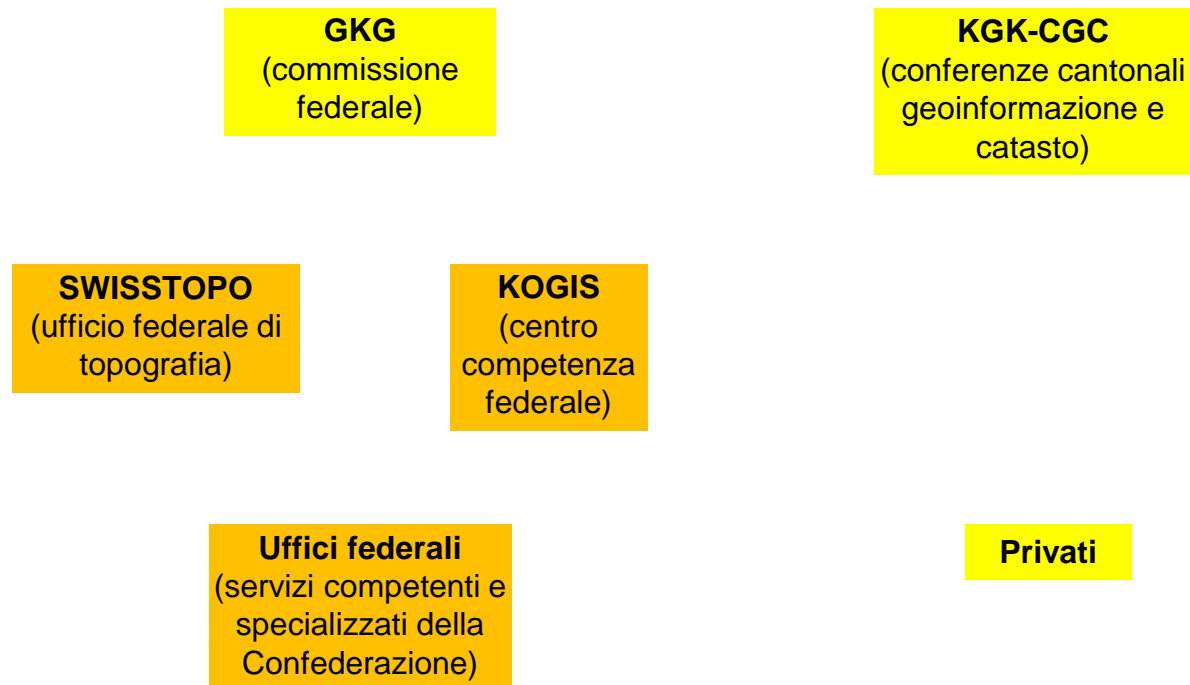 GKG
(commissione
federale)
KGK-CGC
(conferenze cantonali
geoinformazione e
catasto)
SWISSTOPO
(ufficio federale di
topografia)
KOGIS
(centro
competenza
federale)
Uffici federali
(servizi competenti e
specializzati della
Confederazione)
Privati